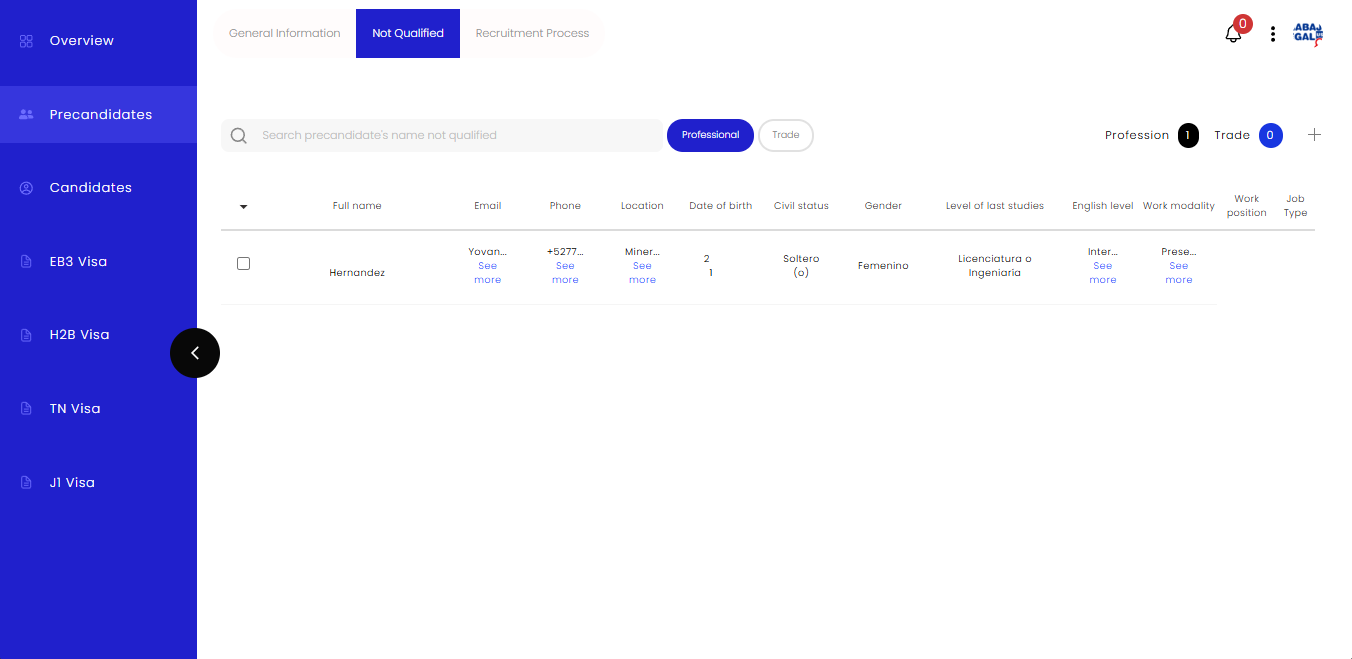 Overview
Precandidates
Candidates
EB3 Visa
H2B Visa
TN Visa
J1 Visa
General Information
Not Qualified
Recruitment Process
0
ABA
GAL
Search precandidate's name not qualified
Professional
Trade
Profession 1
Trade 0
Full name
Email
Phone
Location
Date of birth
Civil status
Gender
Level of last studies
English level
Work modality
Work
position
Job
Type
Hernandez
Yovan...
See
more
+5277...
See
more
Miner...
See
more
2
1
Soltero
(o)
Femenino
Licenciatura o
Ingeniaria
Inter...
See
more
Prese...
See
more